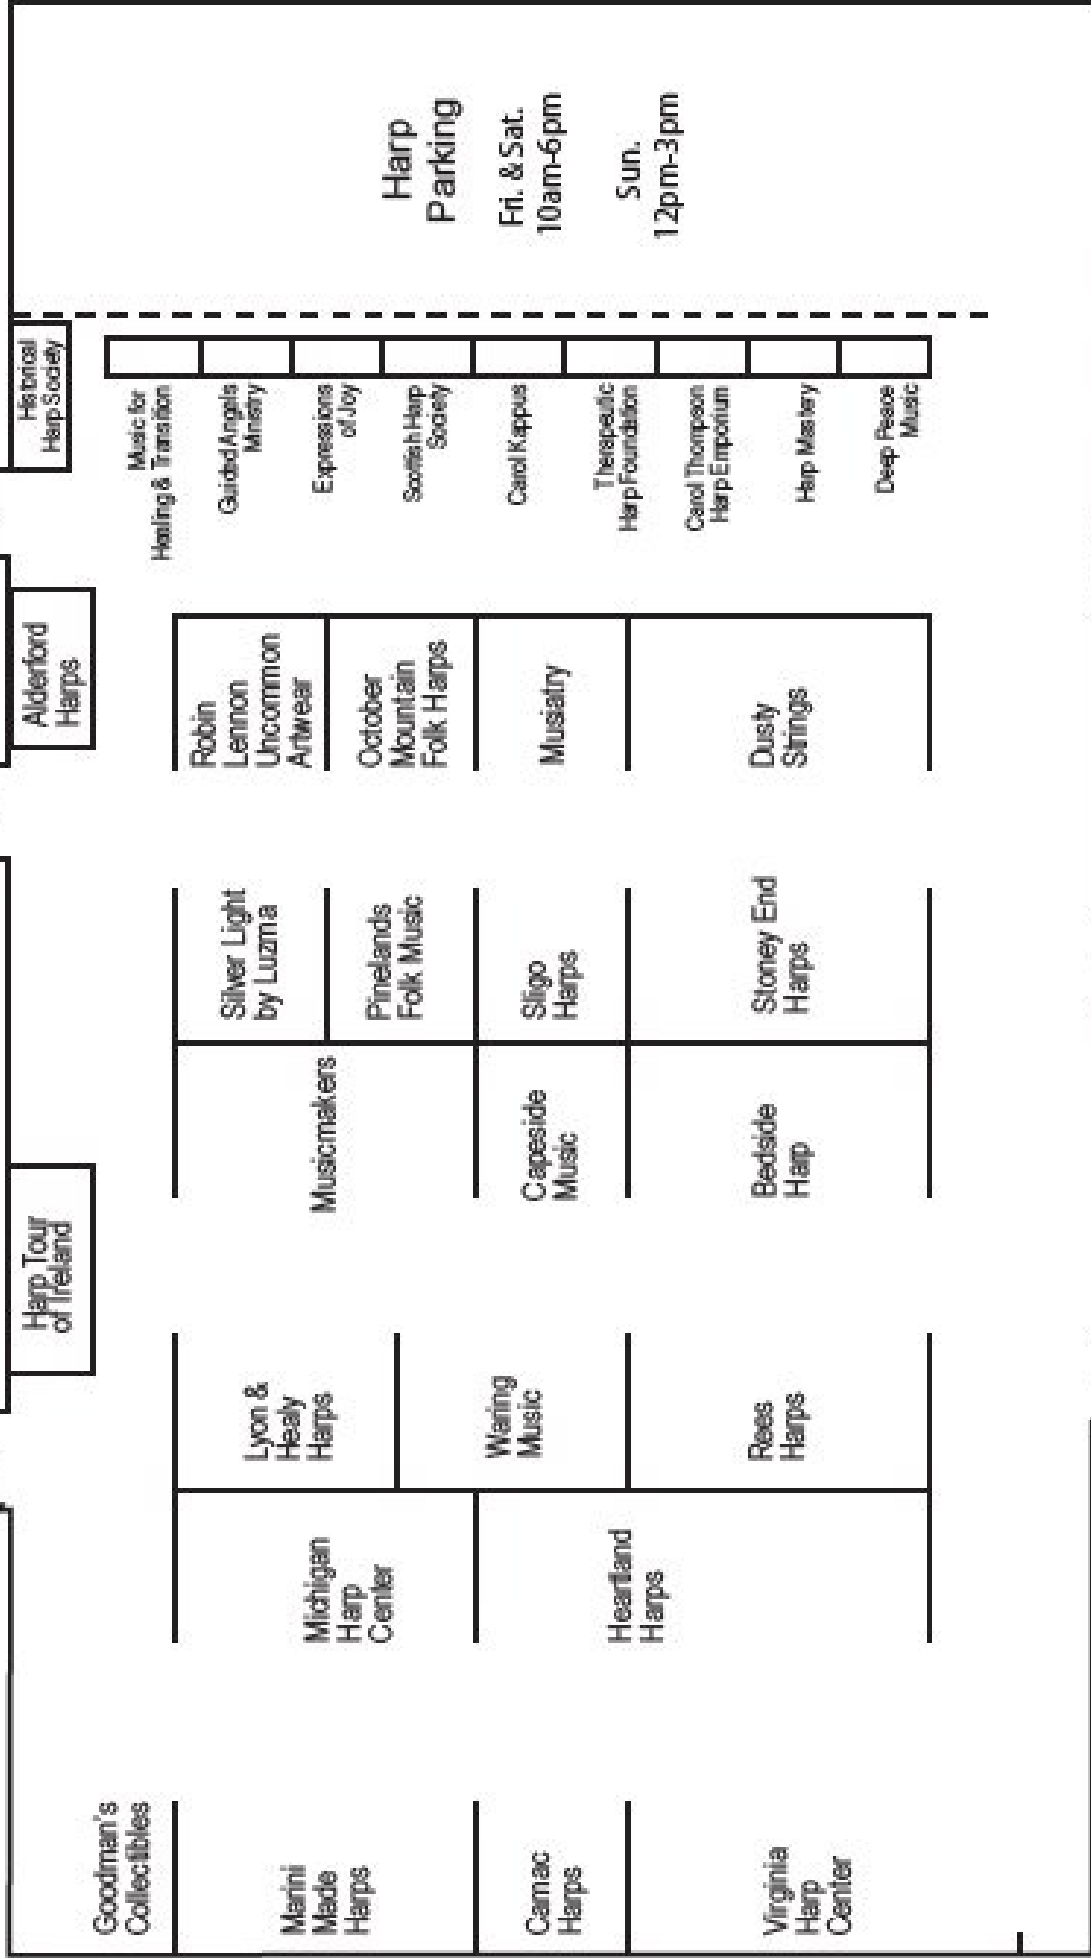 Goodman's
Collectibles
Marini
Made
Harps
Camac
Harps
Virginia
Harp
Center
Michigan
Harp
Center
Heartland
Harps
Lyon &
Healy
Harps
Waring
Music
Rees
Harps
Harp Tour
of Ireland
Musicmakers
Capeside
Music
Bedside
Harp
Silver Light
by Luzma
Pinelands
Folk Music
Sligo
Harps
Stoney End
Harps
Alderford
Harps
Robin
Lennon
Uncommon
Artwear
October
Mountain
Folk Harps
Musiatry
Dusty
Strings
Historical
Harp Society
Music for
Healing & Transition
Guided Angels
Ministry
Expressions
of Joy
Scottish Harp
Society
Carol Kappus
Therapeutic
Harp Foundation
Carol Thompson
Harp Emporium
Harp Mastery
Deep Peace
Music
Harp
Parking
Fri. & Sat.
10am-6pm
Sun.
12pm-3pm